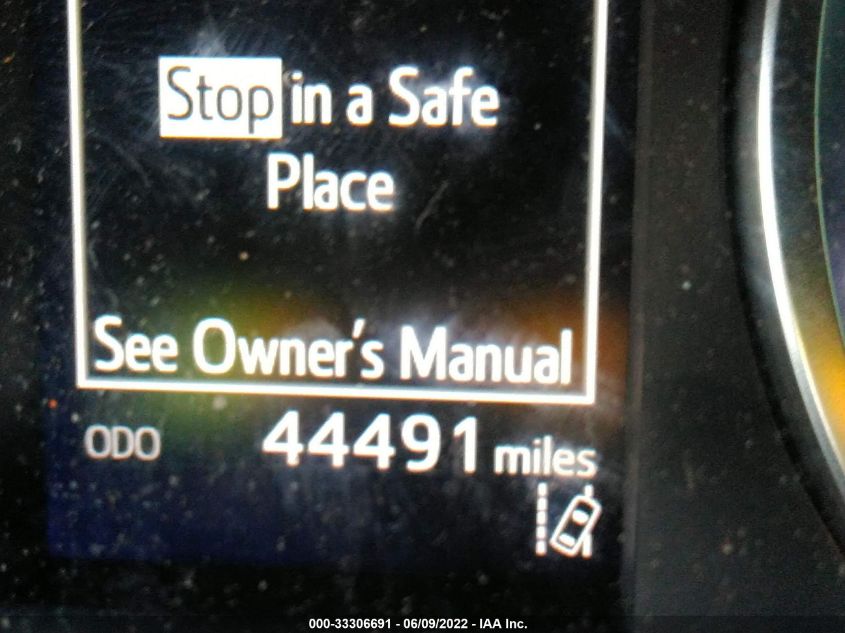 Stop in a Safe
Place
See Owner's Manual
ODO 44491 miles
000-33306691 - 06/09/2022 - IAA Inc.